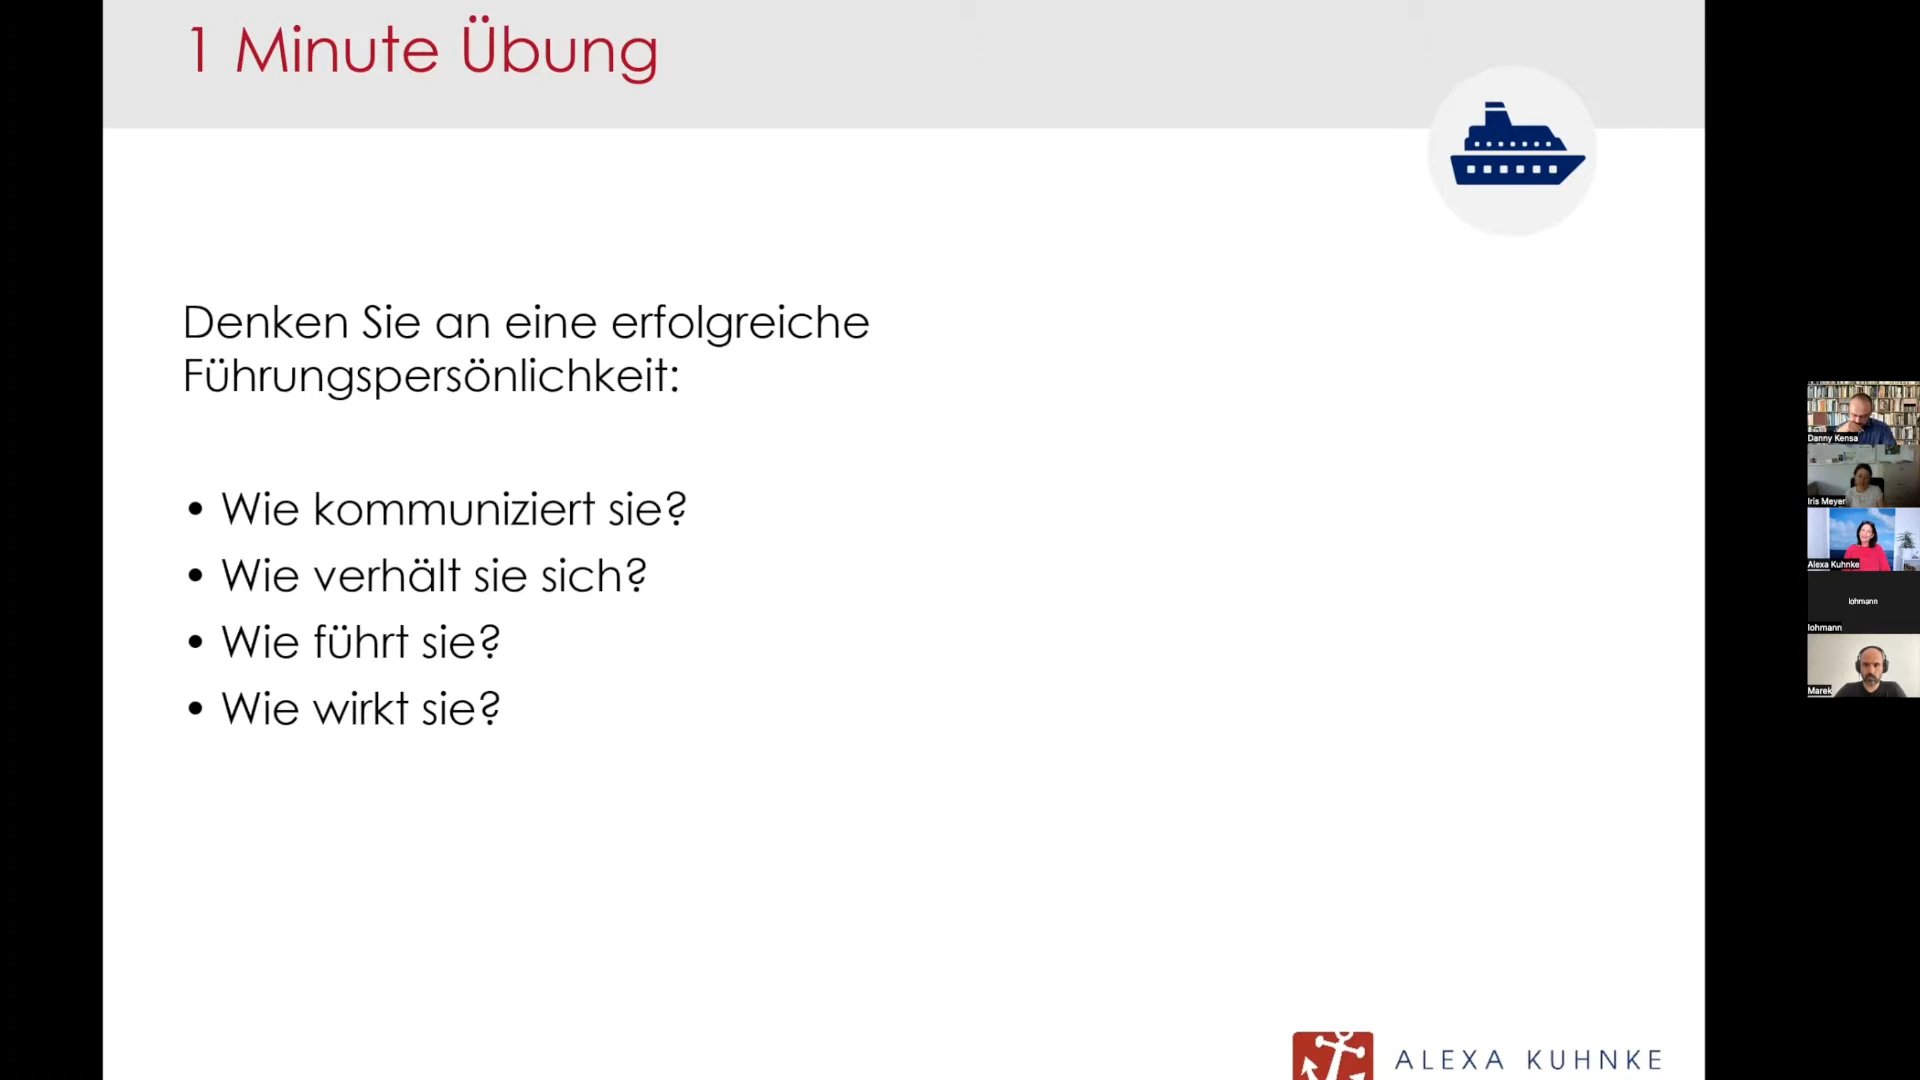 1 Minute Übung
Denken Sie an eine erfolgreiche
Führungspersönlichkeit:
• Wie kommuniziert sie?
• Wie verhält sie sich?
• Wie führt sie?
• Wie wirkt sie?
ALEXA KUHNKE
Danny Kensa
Iris Meyer
Alexa Kuhnke
lohmann
lohmann
Marek